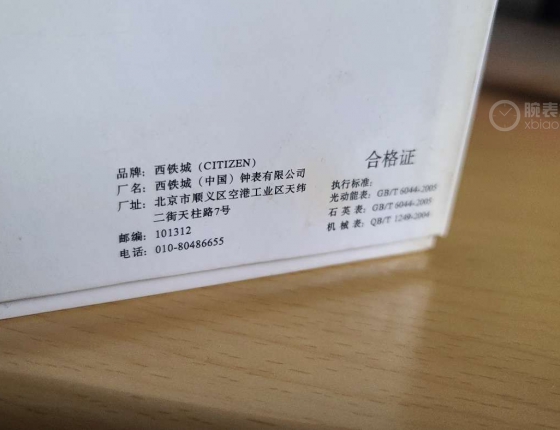 品牌: 西铁城 (CITIZEN)
厂名: 西铁城 (中国) 钟表有限公司
厂址: 北京市顺义区空港工业区天纬
二街天柱路7号
邮编: 101312
电话: 010-80486655
合格证
执行标准:
光动能表: GB/T 6044-2005
石 英 表: GB/T 6044-2005
机 械 表: QB/T 1249-2004
腕表
xbiao